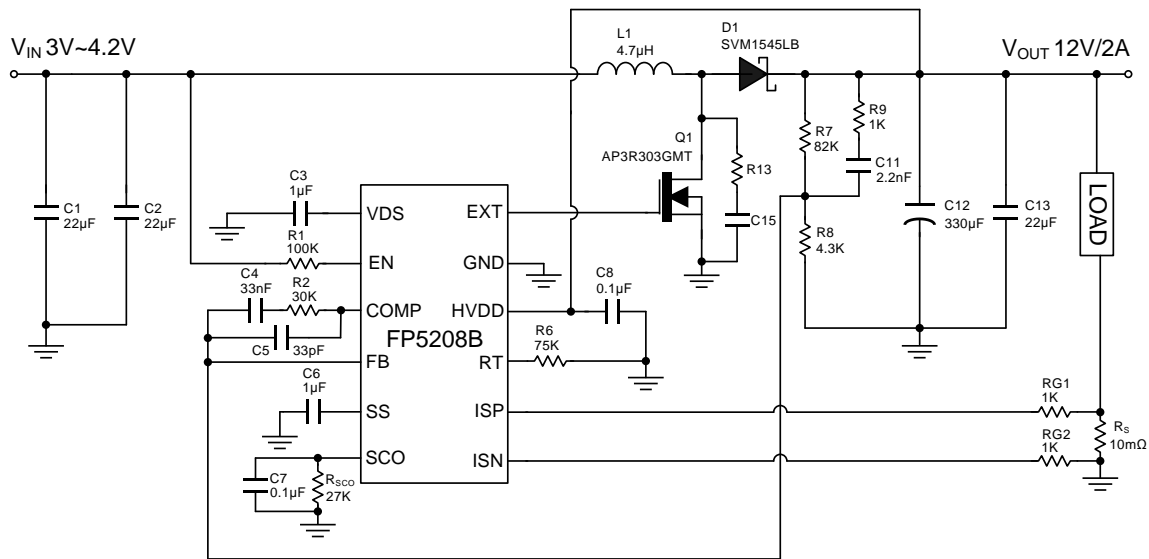 VIN 3V~4.2V
L1
4.7μH
D1
SVM1545LB
VOUT 12V/2A
C1
22μF
C2
22μF
Q1
AP3R303GMT
R13
C15
R7
82K
R9
1K
C11
2.2nF
R8
4.3K
C12
330μF
C13
22μF
LOAD
C3
1μF
R1
100K
C4
33nF
R2
30K
C5
33pF
C6
1μF
C7
0.1μF
RSCO
27K
VDS
EN
COMP
FB
SS
SCO
FP5208B
EXT
GND
HVDD
RT
ISP
ISN
C8
0.1μF
R6
75K
RG1
1K
RG2
1K
RS
10mΩ